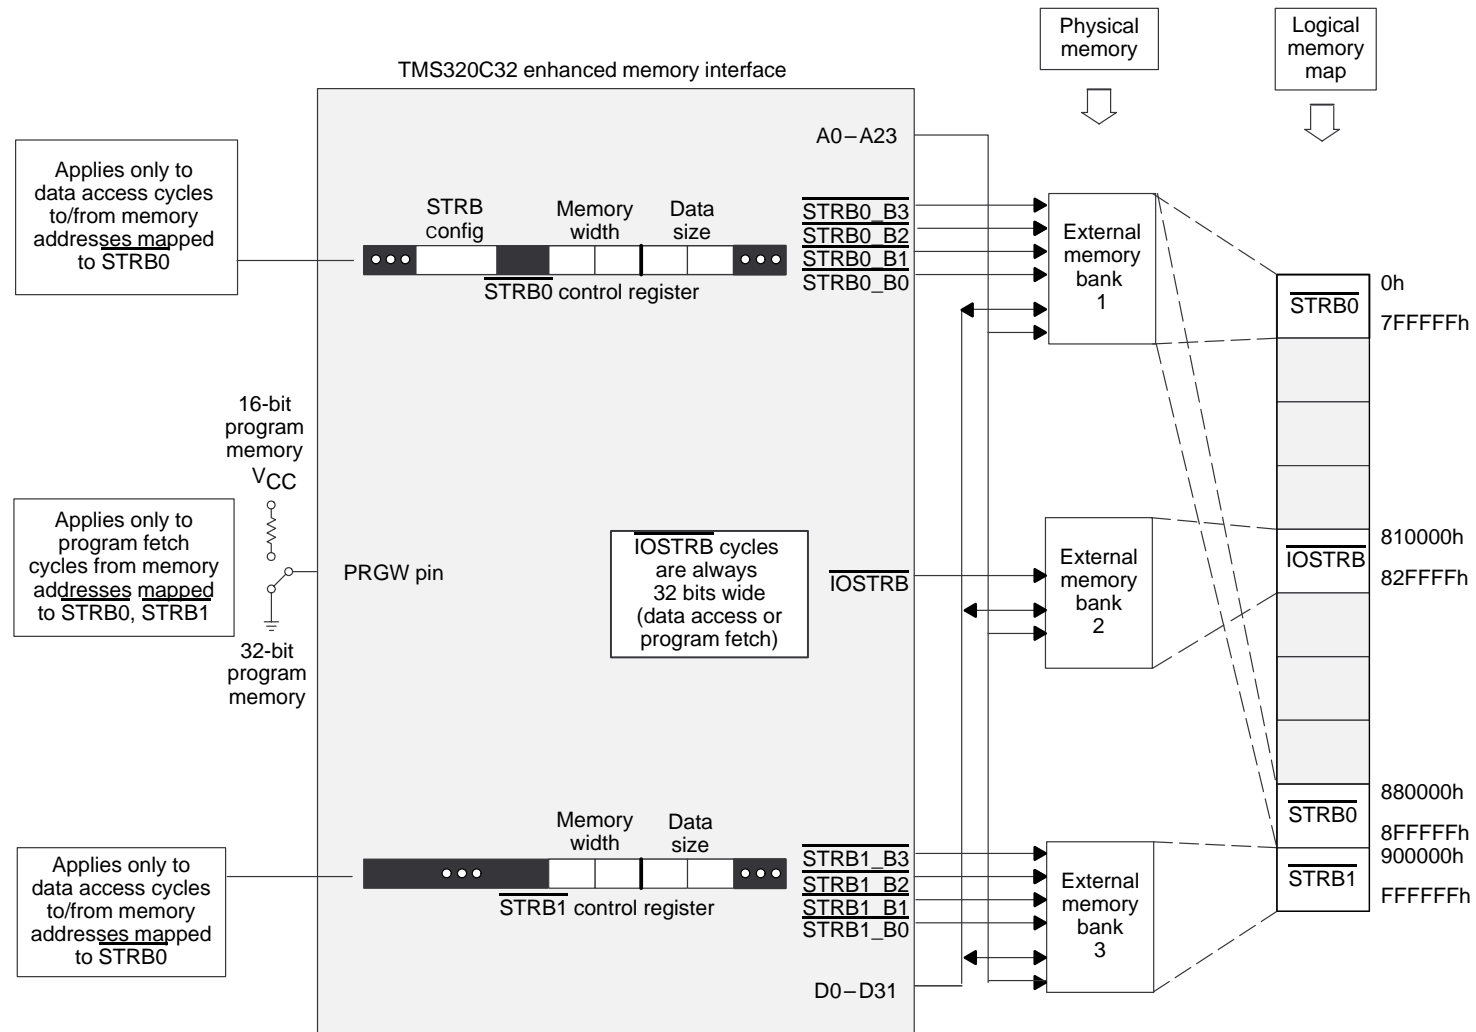 Physical
memory
Logical
memory
map
TMS320C32 enhanced memory interface
A0–A23
Applies only to
data access cycles
to/from memory
addresses mapped
to STRB0
STRB
config
Memory
width
Data
size
STRB0 control register
STRB0_B3
STRB0_B2
STRB0_B1
STRB0_B0
External
memory
bank
1
STRB0
0h
7FFFFFh
16-bit
program
memory
VCC
Applies only to
program fetch
cycles from memory
addresses mapped
to STRB0, STRB1
32-bit
program
memory
PRGW pin
IOSTRB cycles
are always
32 bits wide
(data access or
program fetch)
IOSTRB
External
memory
bank
2
IOSTRB
810000h
82FFFFh
Applies only to
data access cycles
to/from memory
addresses mapped
to STRB0
Memory
width
Data
size
STRB1 control register
STRB1_B3
STRB1_B2
STRB1_B1
STRB1_B0
D0–D31
External
memory
bank
3
STRB0
880000h
8FFFFFh
STRB1
900000h
FFFFFFh